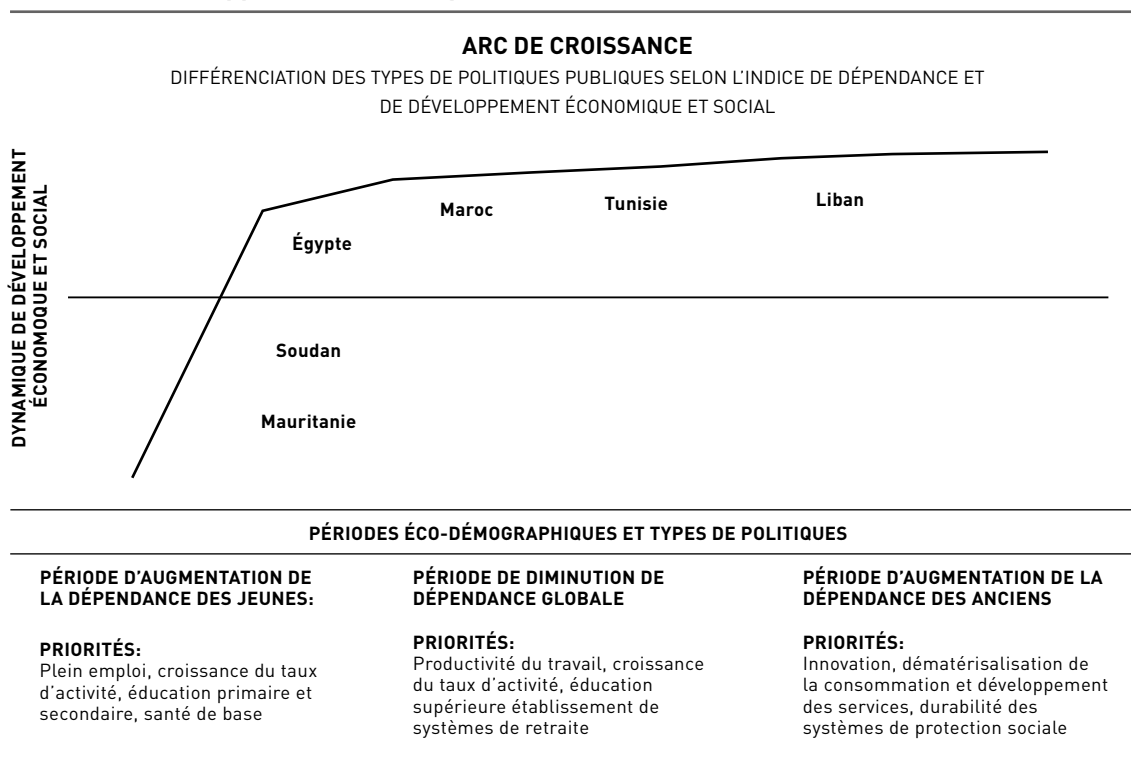 ARC DE CROISSANCE
DIFFÉRENCIATION DES TYPES DE POLITIQUES PUBLIQUES SELON L'INDICE DE DÉPENDANCE ET
DE DÉVELOPPEMENT ÉCONOMIQUE ET SOCIAL
DYNAMIQUE DE DÉVELOPPEMENT
ÉCONOMOQUE ET SOCIAL
Égypte
Maroc
Tunisie
Liban
Soudan
Mauritanie
PÉRIODES ÉCO-DÉMOGRAPHIQUES ET TYPES DE POLITIQUES
PÉRIODE D'AUGMENTATION DE
LA DÉPENDANCE DES JEUNES:
PRIORITÉS:
Plein emploi, croissance du taux
d'activité, éducation primaire et
secondaire, santé de base
PÉRIODE DE DIMINUTION DE
DÉPENDANCE GLOBALE
PRIORITÉS:
Productivité du travail, croissance
du taux d'activité, éducation
supérieure établissement de
systèmes de retraite
PÉRIODE D'AUGMENTATION DE LA
DÉPENDANCE DES ANCIENS
PRIORITÉS:
Innovation, dématérisalisation de
la consommation et développement
des services, durabilité des
systèmes de protection sociale